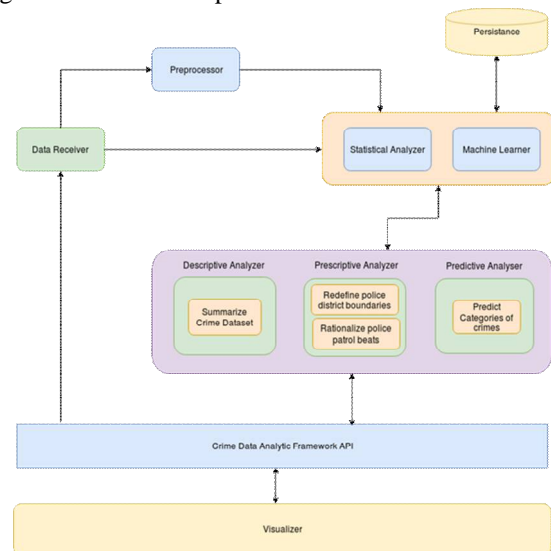 Persistance
Preprocessor
Data Receiver
Statistical Analyzer
Machine Learner
Descriptive Analyzer
Prescriptive Analyzer
Predictive Analyser
Summarize
Crime Dataset
Redefine police
district boundaries
Rationalize police
patrol beats
Predict
Categories of
crimes
Crime Data Analytic Framework API
Visualizer